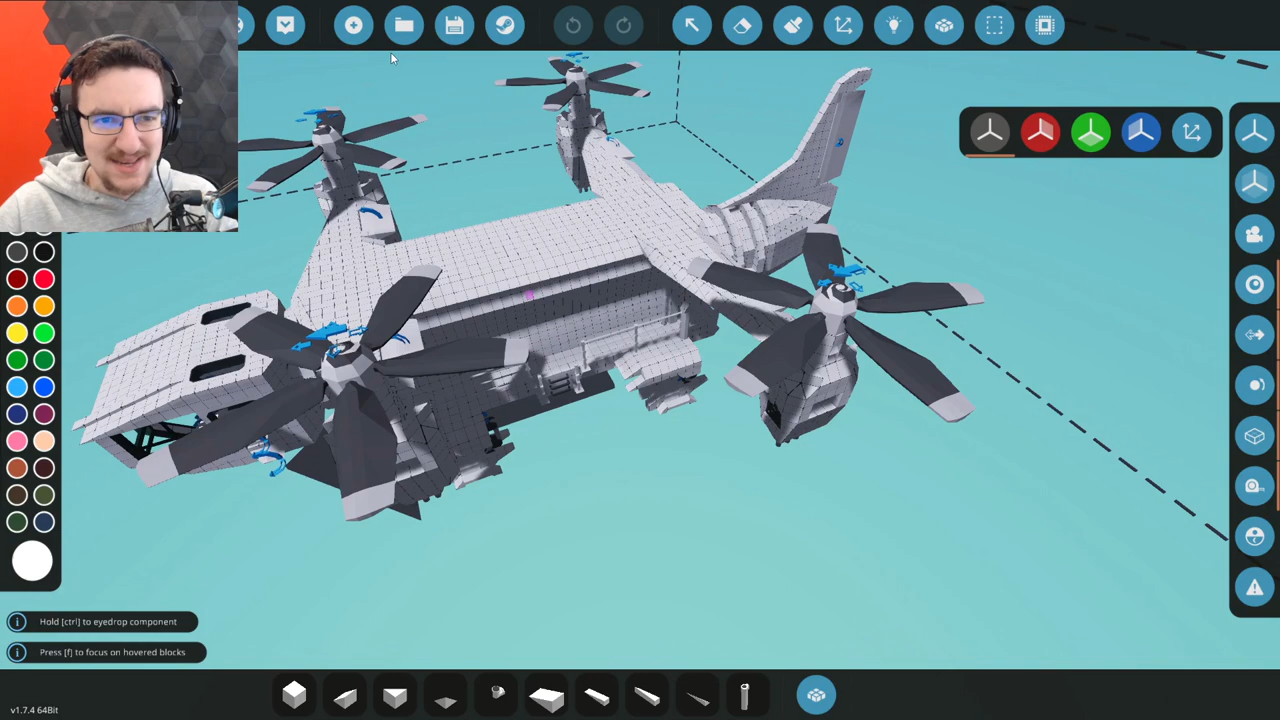 Hold [ctrl] to eyedrop component
Press [f] to focus on hovered blocks
v1.7.4 64Bit